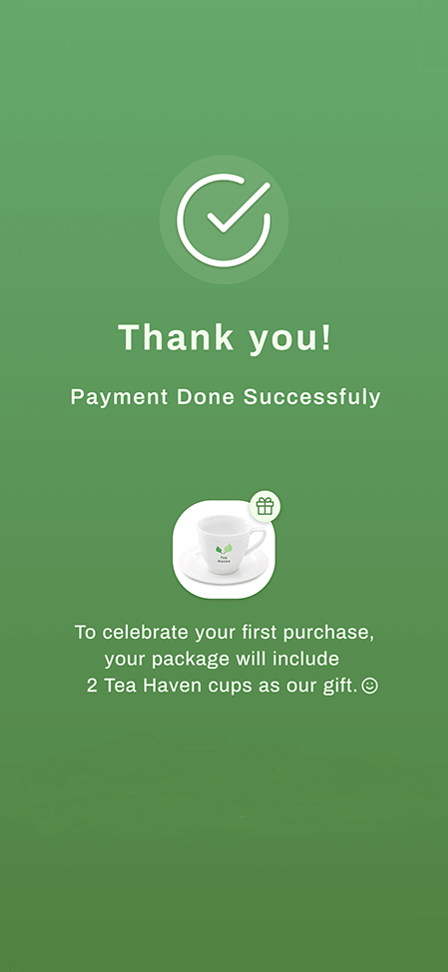 Thank you!
Payment Done Successfuly
Tea
Haven
To celebrate your first purchase,
your package will include
2 Tea Haven cups as our gift.